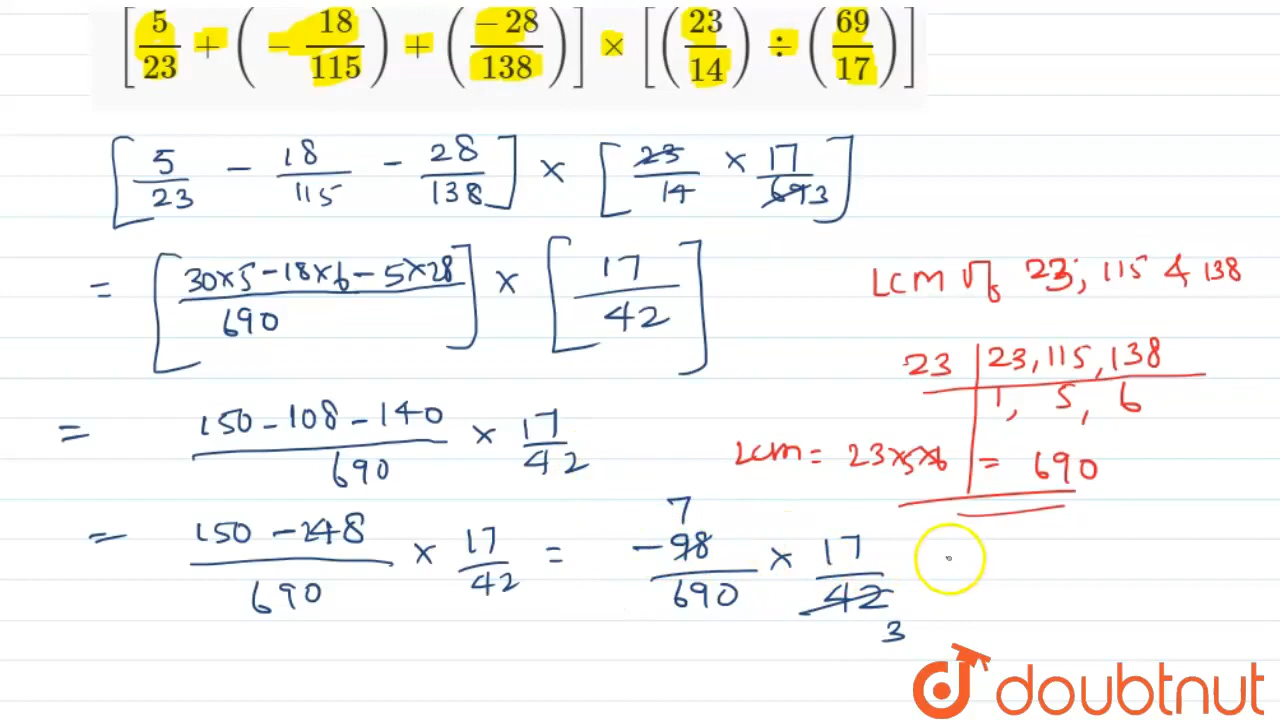 [5/23 + (-18/115) + (-28/138)] × [(23/14) ÷ (69/17)]
[5/23 - 18/115 - 28/138] × [23/14 × 17/69 3]
= [30×5-18×6-5×28/690] × [17/42]
LCM of 23, 115 & 138
23 | 23, 115, 138
1, 5, 6
LCM = 23×5×6 = 690
= 150-108-140/690 × 17/42
= 150-248/690 × 17/42 = 7 -98/690 × 17/42 3
doubtnut